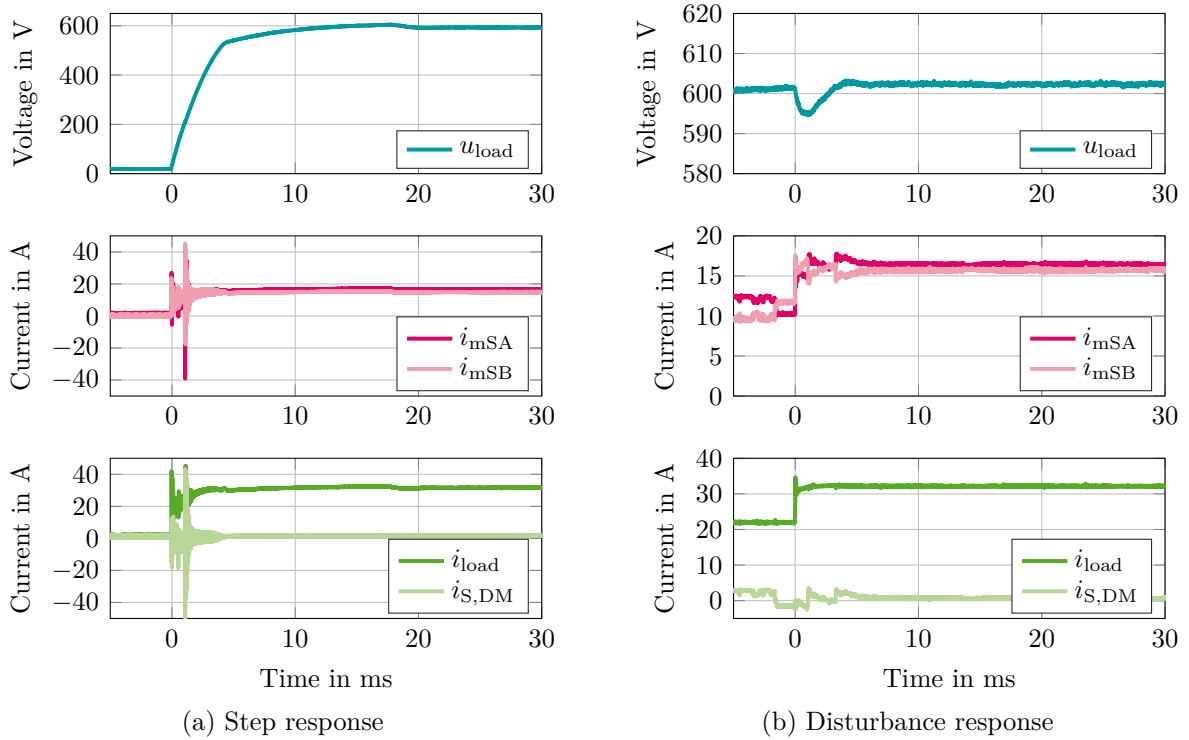 Voltage in V
600
400
200
0
0
10
20
30
u_load
Current in A
40
20
0
−20
−40
0
10
20
30
i_mSA
i_mSB
Current in A
40
20
0
−20
−40
0
10
20
30
i_load
i_S,DM
Time in ms
(a) Step response
Voltage in V
620
610
600
590
580
0
10
20
30
u_load
Current in A
20
15
10
5
0
0
10
20
30
i_mSA
i_mSB
Current in A
40
30
20
10
0
0
10
20
30
i_load
i_S,DM
Time in ms
(b) Disturbance response